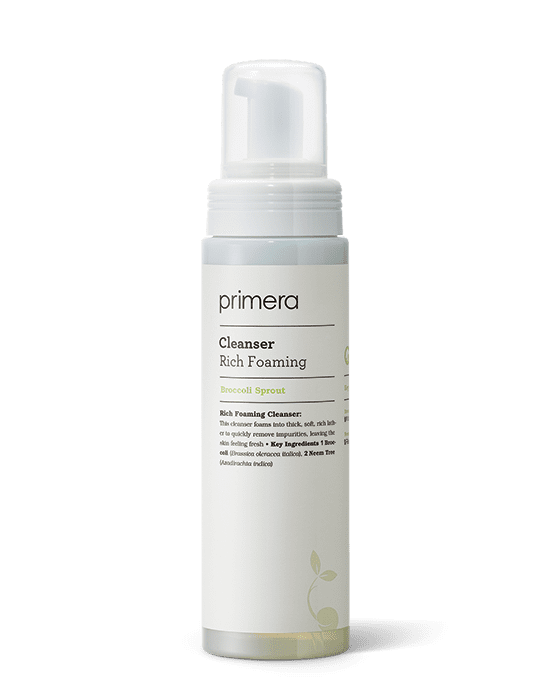 primera
Cleanser
Rich Foaming
Broccoli Sprout
Rich Foaming Cleanser:
This cleanser foams into thick, soft, rich lath-
er to quickly remove impurities, leaving the
skin feeling fresh • Key Ingredients 1 Broc-
coli (Brassica oleracea italica), 2 Neem Tree
(Azadirachta indica)